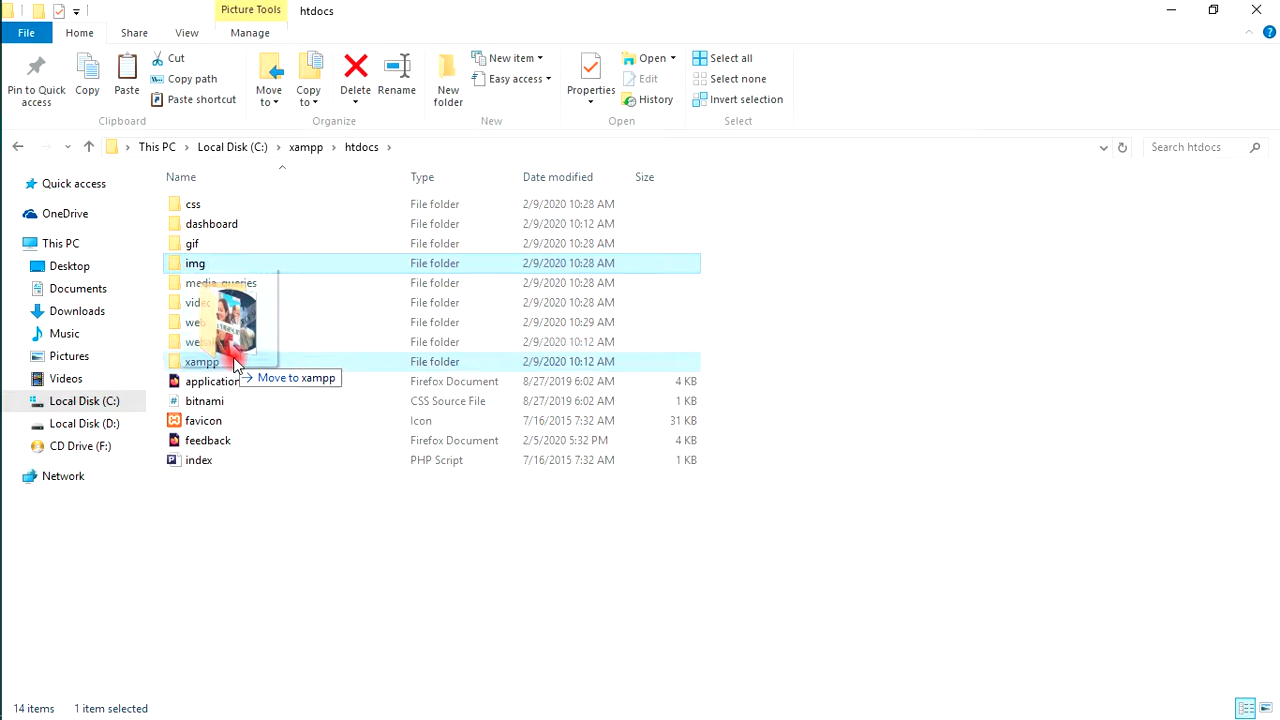 Picture Tools htdocs
File Home Share View Manage
Pin to Quick access
Copy
Paste
Cut
Copy path
Paste shortcut
Clipboard
Move to
Copy to
Delete
Rename
Organize
New folder
New item
Easy access
New
Properties
Open
Edit
History
Open
Select all
Select none
Invert selection
Select
This PC Local Disk (C:) xampp htdocs
Search htdocs
Quick access
OneDrive
This PC
Desktop
Documents
Downloads
Music
Pictures
Videos
Local Disk (C:)
Local Disk (D:)
CD Drive (F:)
Network
Name Type Date modified Size
css File folder 2/9/2020 10:28 AM
dashboard File folder 2/9/2020 10:12 AM
gif File folder 2/9/2020 10:28 AM
img File folder 2/9/2020 10:28 AM
media_queries File folder 2/9/2020 10:28 AM
video File folder 2/9/2020 10:28 AM
File folder 2/9/2020 10:29 AM
File folder 2/9/2020 10:12 AM
xampp File folder 2/9/2020 10:12 AM
Move to xampp
applications Firefox Document 8/27/2019 6:02 AM 4 KB
bitnami CSS Source File 8/27/2019 6:02 AM 1 KB
favicon Icon 7/16/2015 7:32 AM 31 KB
feedback Firefox Document 2/5/2020 5:32 PM 4 KB
index PHP Script 7/16/2015 7:32 AM 1 KB
14 items 1 item selected